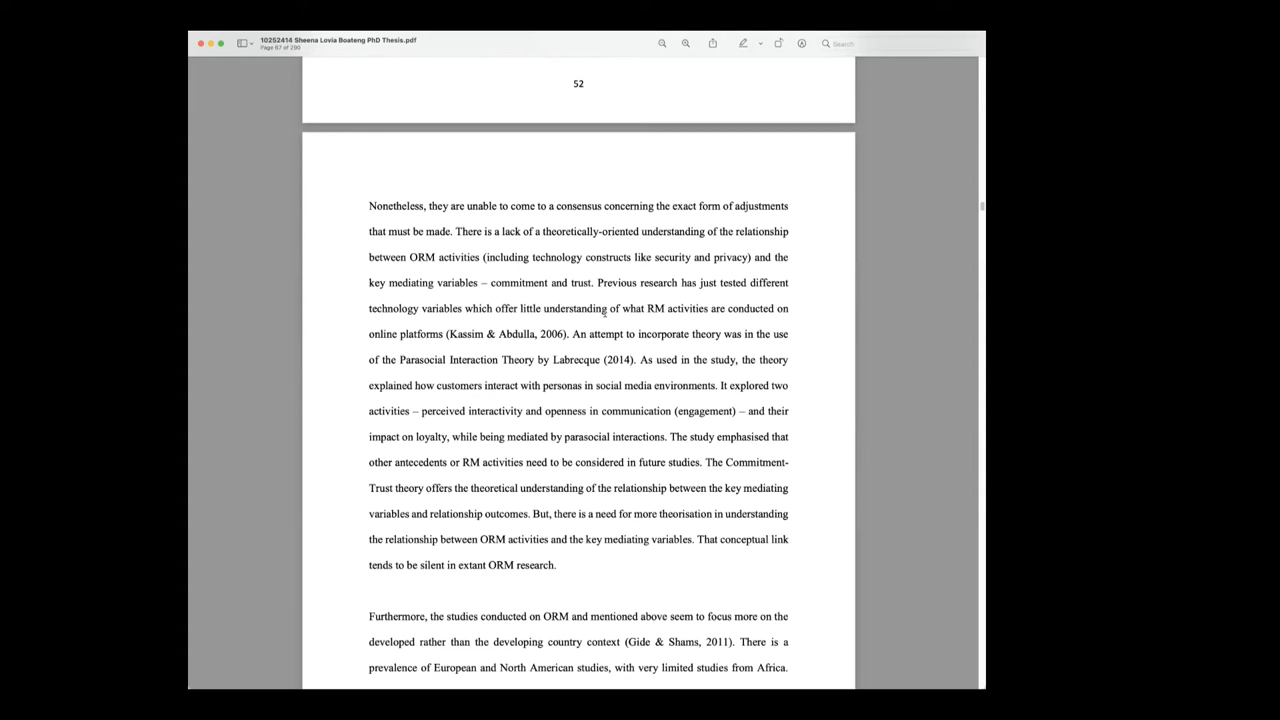 10252414 Sheena Lovia Boateng PhD Thesis.pdf
Page 67 of 290
Search
52
Nonetheless, they are unable to come to a consensus concerning the exact form of adjustments
that must be made. There is a lack of a theoretically-oriented understanding of the relationship
between ORM activities (including technology constructs like security and privacy) and the
key mediating variables – commitment and trust. Previous research has just tested different
technology variables which offer little understanding of what RM activities are conducted on
online platforms (Kassim & Abdulla, 2006). An attempt to incorporate theory was in the use
of the Parasocial Interaction Theory by Labrecque (2014). As used in the study, the theory
explained how customers interact with personas in social media environments. It explored two
activities – perceived interactivity and openness in communication (engagement) – and their
impact on loyalty, while being mediated by parasocial interactions. The study emphasised that
other antecedents or RM activities need to be considered in future studies. The Commitment-
Trust theory offers the theoretical understanding of the relationship between the key mediating
variables and relationship outcomes. But, there is a need for more theorisation in understanding
the relationship between ORM activities and the key mediating variables. That conceptual link
tends to be silent in extant ORM research.
Furthermore, the studies conducted on ORM and mentioned above seem to focus more on the
developed rather than the developing country context (Gide & Shams, 2011). There is a
prevalence of European and North American studies, with very limited studies from Africa.